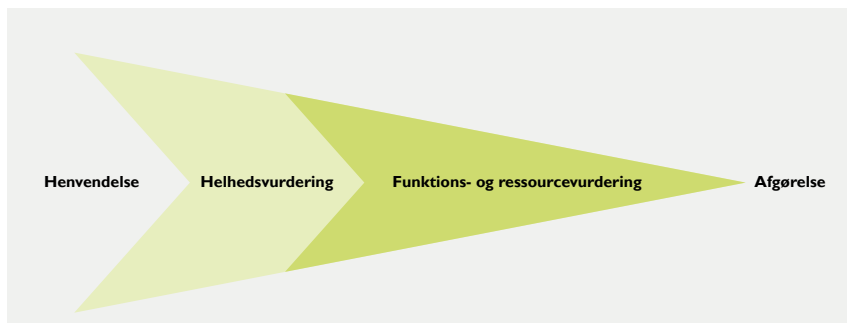 Henvendelse
Helhedsvurdering
Funktions- og ressourcevurdering
Afgørelse